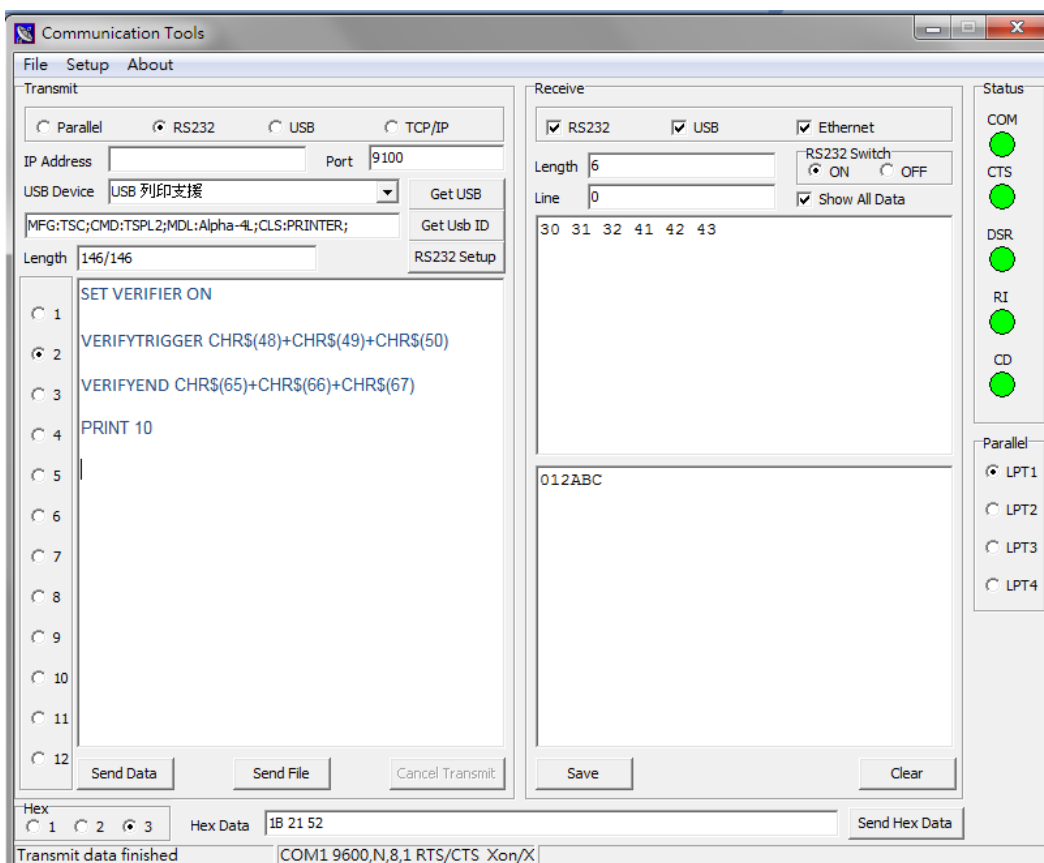 Communication Tools
File Setup About
Transmit
Parallel RS232 USB TCP/IP
IP Address Port 9100
USB Device USB 列印支援 Get USB
MFG:TSC;CMD:TSPL2;MDL:Alpha-4L;CLS:PRINTER; Get Usb ID
Length 146/146 RS232 Setup
1
2
3
4
5
6
7
8
9
10
11
12
SET VERIFIER ON
VERIFYTRIGGER CHR$(48)+CHR$(49)+CHR$(50)
VERIFYEND CHR$(65)+CHR$(66)+CHR$(67)
PRINT 10
Send Data Send File Cancel Transmit
Receive
RS232 USB Ethernet
Length 6
RS232 Switch
ON OFF
Line 0
Show All Data
30 31 32 41 42 43
012ABC
Save Clear
Status
COM
CTS
DSR
RI
CD
Parallel
LPT1
LPT2
LPT3
LPT4
Hex
1 2 3 Hex Data 1B 21 52 Send Hex Data
Transmit data finished COM1 9600,N,8,1 RTS/CTS Xon/X